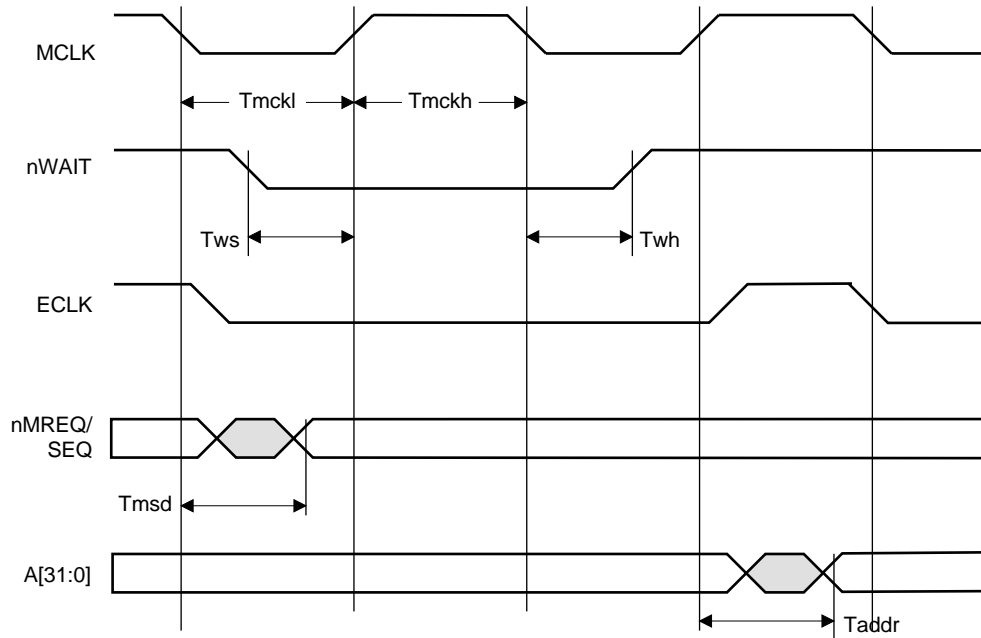 MCLK
Tmckl
Tmckh
nWAIT
Tws
Twh
ECLK
nMREQ/
SEQ
Tmsd
A[31:0]
Taddr